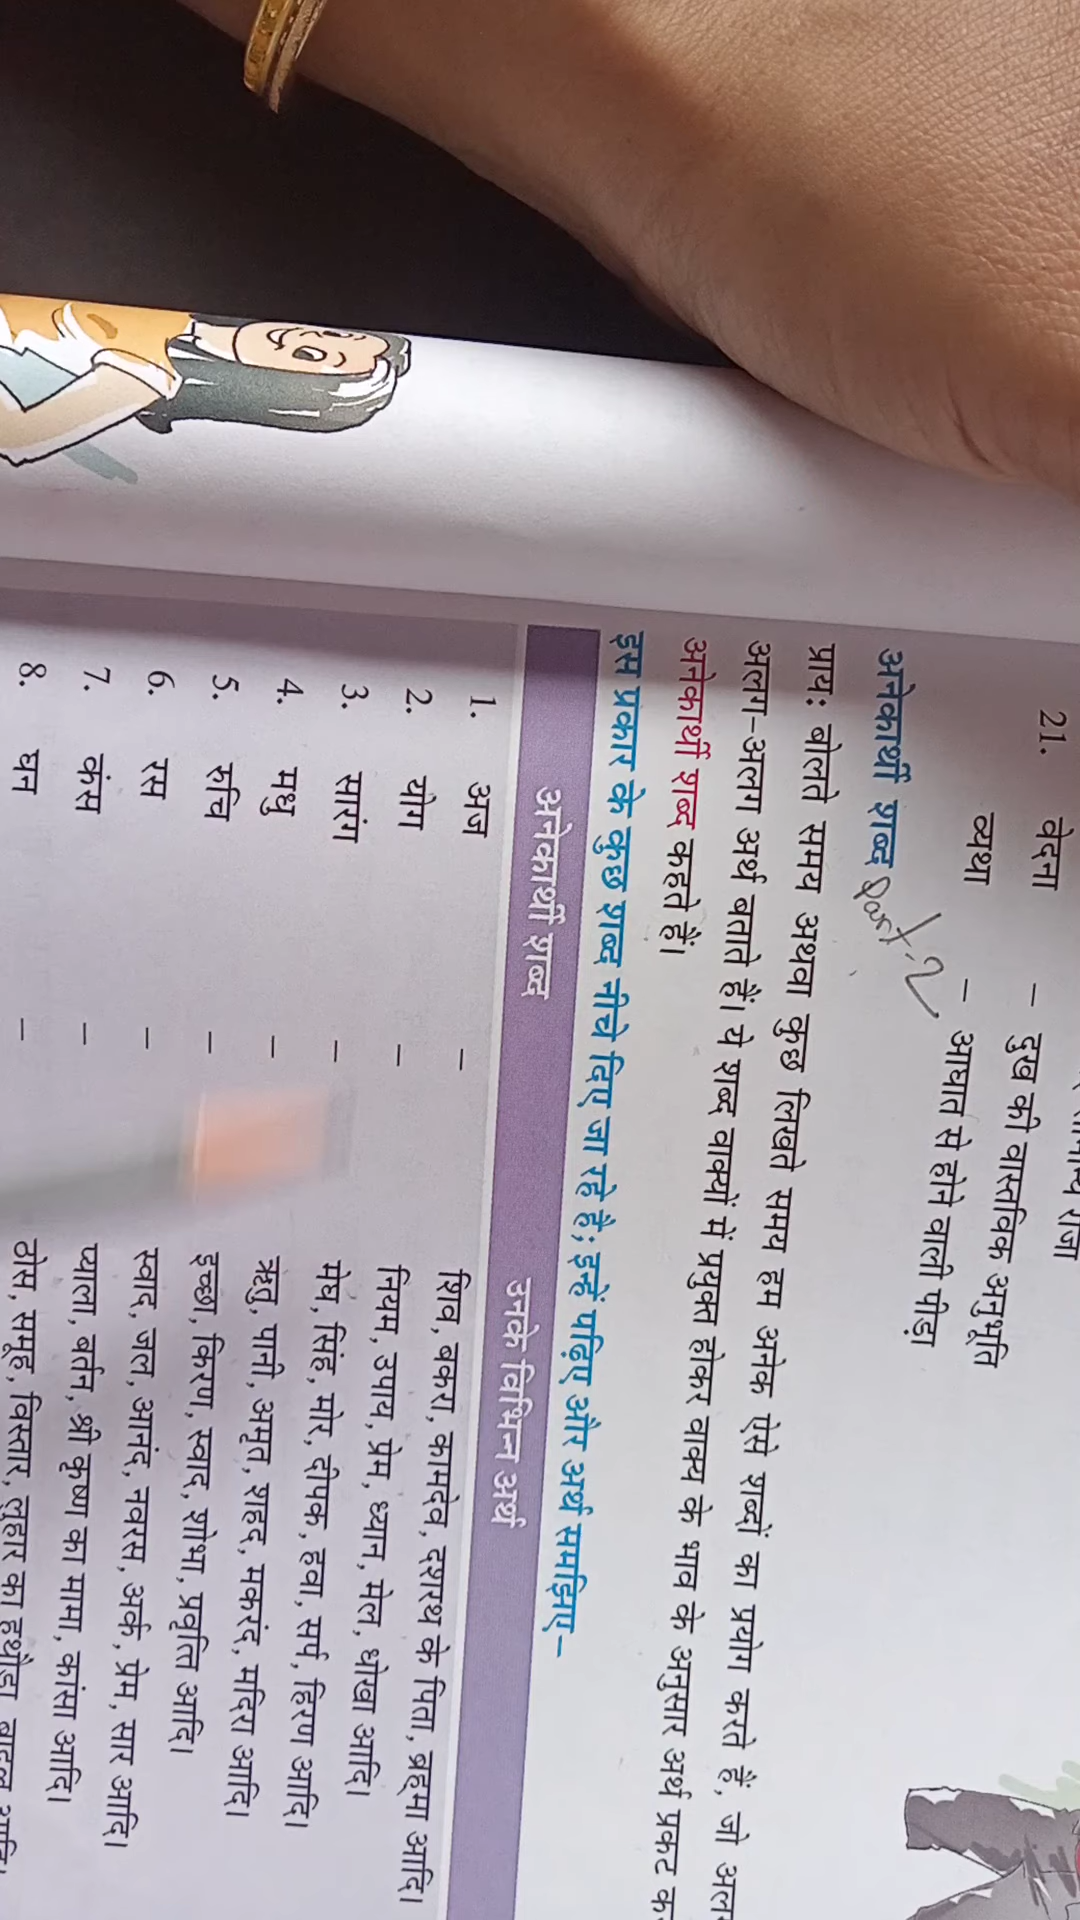 21. वेदना – दुख की वास्तविक अनुभूति
व्यथा – आघात से होने वाली पीड़ा
अनेकार्थी शब्द part-2
प्रायः बोलते समय अथवा कुछ लिखते समय हम अनेक ऐसे शब्दों का प्रयोग करते हैं, जो
अलग-अलग अर्थ बताते हैं। ये शब्द वाक्यों में प्रयुक्त होकर वाक्य के भाव के अनुसार अर्थ प्रकट
अनेकार्थी शब्द कहते हैं।
इस प्रकार के कुछ शब्द नीचे दिए जा रहे हैं; इन्हें पढ़िए और अर्थ समझिए–
अनेकार्थी शब्द उनके विभिन्न अर्थ
1. अज – शिव, बकरा, कामदेव, दशरथ के पिता, ब्रह्मा आदि।
2. योग – नियम, उपाय, प्रेम, ध्यान, मेल, धोखा आदि।
3. सारंग – मेघ, सिंह, मोर, दीपक, हवा, सर्प, हिरण आदि।
4. मधु – ऋतु, पानी, अमृत, शहद, मकरंद, मदिरा आदि।
5. रुचि – इच्छा, किरण, स्वाद, शोभा, प्रवृत्ति आदि।
6. रस – स्वाद, जल, आनंद, नवरस, अर्क, प्रेम, सार आदि।
7. कंस – प्याला, बर्तन, श्री कृष्ण का मामा, कांसा आदि।
8. घन – ठोस, समूह, विस्तार, लुहार का हथौड़ा, बादल आदि।